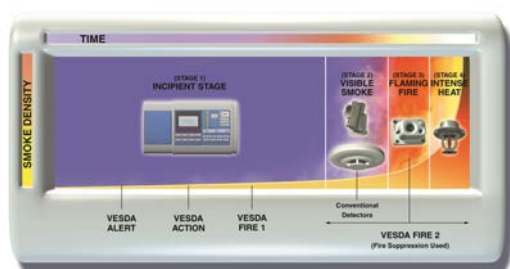 TIME
SMOKE DENSITY
(STAGE 1)
INCIPIENT STAGE
(STAGE 2)
VISIBLE
SMOKE
(STAGE 3)
FLAMING
FIRE
(STAGE 4)
INTENSE
HEAT
VESDA
ALERT
VESDA
ACTION
VESDA
FIRE 1
Conventional
Detectors
VESDA FIRE 2
(Fire Suppression Used)